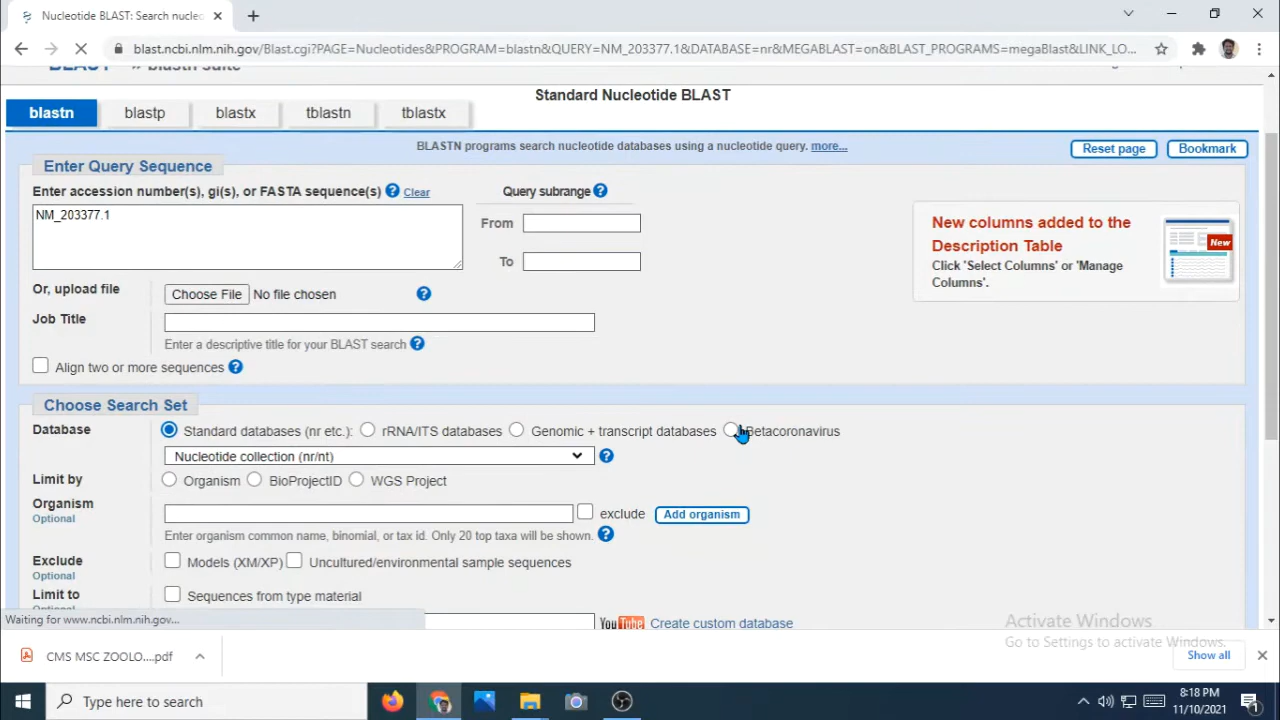 Nucleotide BLAST: Search nucleo
blast.ncbi.nlm.nih.gov/Blast.cgi?PAGE=Nucleotides&PROGRAM=blastn&QUERY=NM_203377.1&DATABASE=nr&MEGABLAST=on&BLAST_PROGRAMS=megaBlast&LINK_LO...
BLAST » blastn suite
Standard Nucleotide BLAST
blastn blastp blastx tblastn tblastx
BLASTN programs search nucleotide databases using a nucleotide query. more...
Reset page Bookmark
Enter Query Sequence
Enter accession number(s), gi(s), or FASTA sequence(s) ? Clear
Query subrange ?
NM_203377.1
From
To
New columns added to the
Description Table
Click 'Select Columns' or 'Manage
Columns'.
New
Or, upload file Choose File No file chosen ?
Job Title
Enter a descriptive title for your BLAST search ?
Align two or more sequences ?
Choose Search Set
Database Standard databases (nr etc.): rRNA/ITS databases Genomic + transcript databases Betacoronavirus
Nucleotide collection (nr/nt) ?
Limit by Organism BioProjectID WGS Project
Organism
Optional
exclude Add organism
Enter organism common name, binomial, or tax id. Only 20 top taxa will be shown. ?
Exclude Models (XM/XP) Uncultured/environmental sample sequences
Optional
Limit to Sequences from type material
Optional
Waiting for www.ncbi.nlm.nih.gov...
YouTube Create custom database
Activate Windows
Go to Settings to activate Windows.
CMS MSC ZOOLO....pdf
Show all
Type here to search
8:18 PM
11/10/2021
1